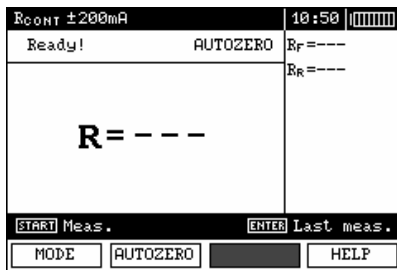 RCONT ±200mA 10:50
Ready! AUTOZERO RF=---
RR=---
R=---
START Meas. ENTER Last meas.
MODE AUTOZERO HELP